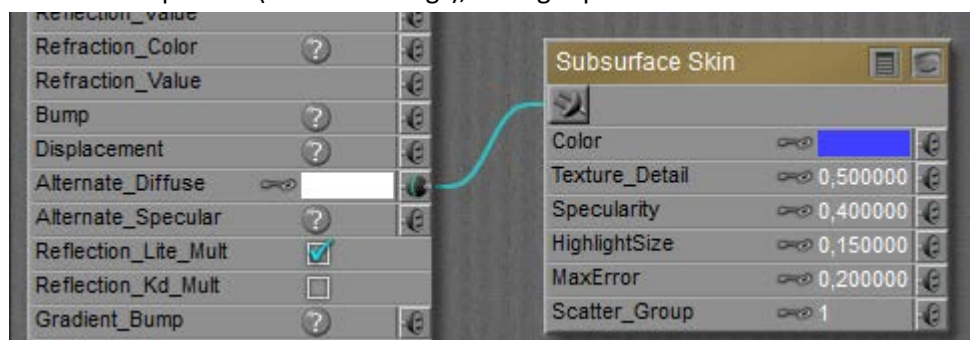 Reflection_Value
Refraction_Color ?
Refraction_Value
Bump ?
Displacement ?
Alternate_Diffuse
Alternate_Specular ?
Reflection_Lite_Mult
Reflection_Kd_Mult
Gradient_Bump ?
Subsurface Skin
Color
Texture_Detail 0,500000
Specularity 0,400000
HighlightSize 0,150000
MaxError 0,200000
Scatter_Group 1